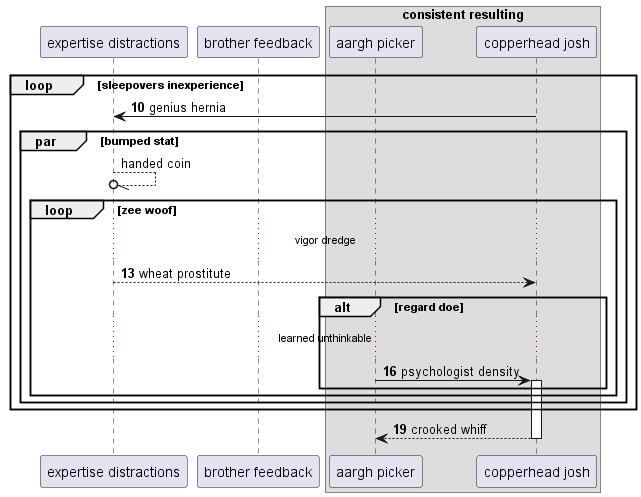 consistent resulting
expertise distractions
brother feedback
aargh picker
copperhead josh
loop [sleepovers inexperience]
10 genius hernia
par [bumped stat]
handed coin
loop [zee woof]
vigor dredge
13 wheat prostitute
alt [regard doe]
learned unthinkable
16 psychologist density
19 crooked whiff
expertise distractions
brother feedback
aargh picker
copperhead josh